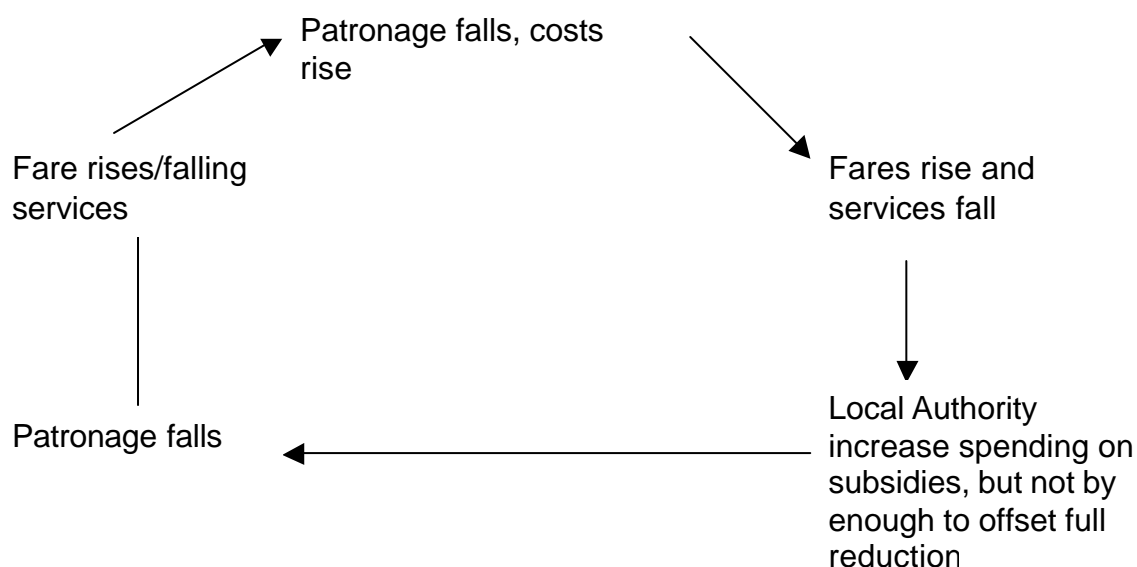 Patronage falls, costs
rise
Fare rises/falling
services
Fares rise and
services fall
Patronage falls
Local Authority
increase spending on
subsidies, but not by
enough to offset full
reduction